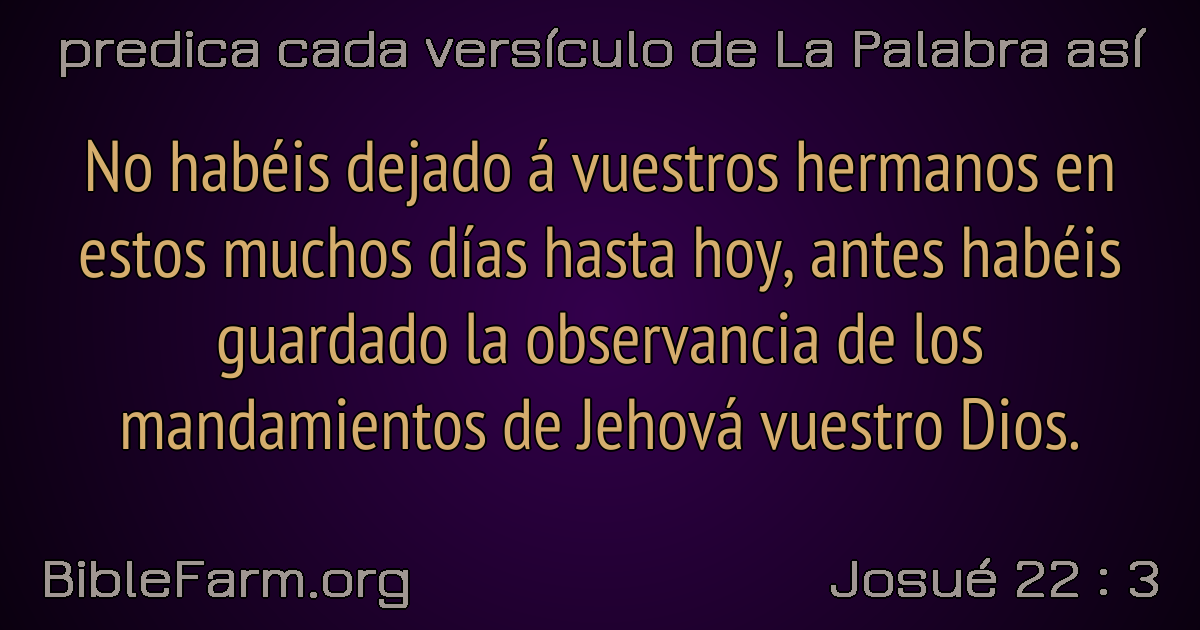 predica cada versículo de La Palabra así
No habéis dejado á vuestros hermanos en
estos muchos días hasta hoy, antes habéis
guardado la observancia de los
mandamientos de Jehová vuestro Dios.
BibleFarm.org
Josué 22 : 3